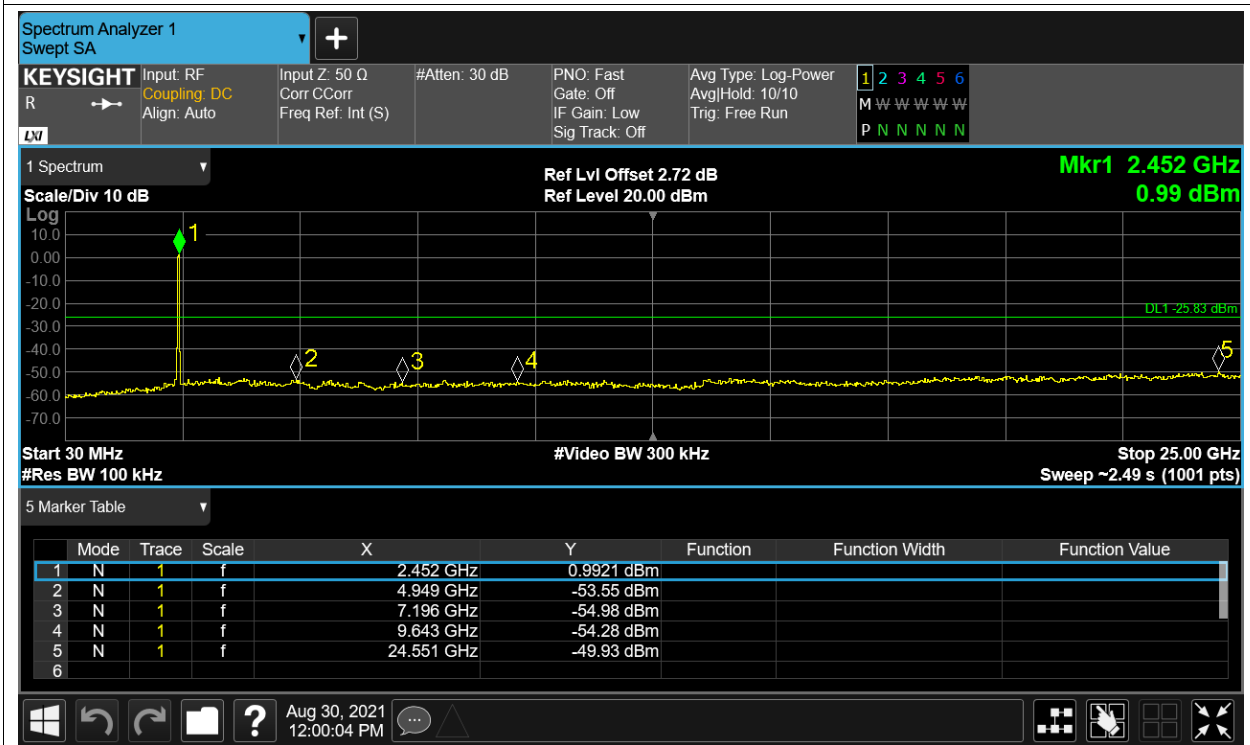 Spectrum Analyzer 1
Swept SA
KEYSIGHT Input: RF Input Z: 50 Ω #Atten: 30 dB PNO: Fast Avg Type: Log-Power 1 2 3 4 5 6
R Coupling: DC Corr CCorr Gate: Off Avg|Hold: 10/10 M W W W W W
Align: Auto Freq Ref: Int (S) IF Gain: Low Trig: Free Run
LXI Sig Track: Off P N N N N N
1 Spectrum Ref Lvl Offset 2.72 dB Mkr1 2.452 GHz
Scale/Div 10 dB Ref Level 20.00 dBm 0.99 dBm
Log
10.0 1
0.00
-10.0
-20.0 DL1 -25.83 dBm
-30.0
-40.0 2 3 4 5
-50.0
-60.0
-70.0
Start 30 MHz #Video BW 300 kHz Stop 25.00 GHz
#Res BW 100 kHz Sweep ~2.49 s (1001 pts)
5 Marker Table
Mode Trace Scale X Y Function Function Width Function Value
1 N 1 f 2.452 GHz 0.9921 dBm
2 N 1 f 4.949 GHz -53.55 dBm
3 N 1 f 7.196 GHz -54.98 dBm
4 N 1 f 9.643 GHz -54.28 dBm
5 N 1 f 24.551 GHz -49.93 dBm
6
? Aug 30, 2021
12:00:04 PM